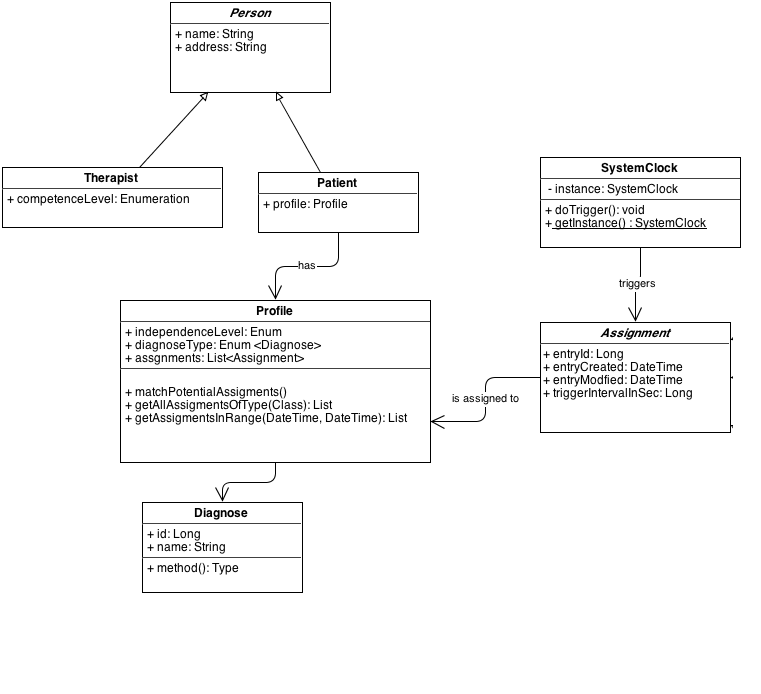 Person
+ name: String
+ address: String
Therapist
+ competenceLevel: Enumeration
Patient
+ profile: Profile
SystemClock
- instance: SystemClock
+ doTrigger(): void
+ getInstance() : SystemClock
has
triggers
Profile
+ independenceLevel: Enum
+ diagnoseType: Enum <Diagnose>
+ assgnments: List<Assignment>
+ matchPotentialAssigments()
+ getAllAssigmentsOfType(Class): List
+ getAssigmentsInRange(DateTime, DateTime): List
Assignment
+ entryId: Long
+ entryCreated: DateTime
+ entryModfied: DateTime
+ triggerIntervalInSec: Long
is assigned to
Diagnose
+ id: Long
+ name: String
+ method(): Type